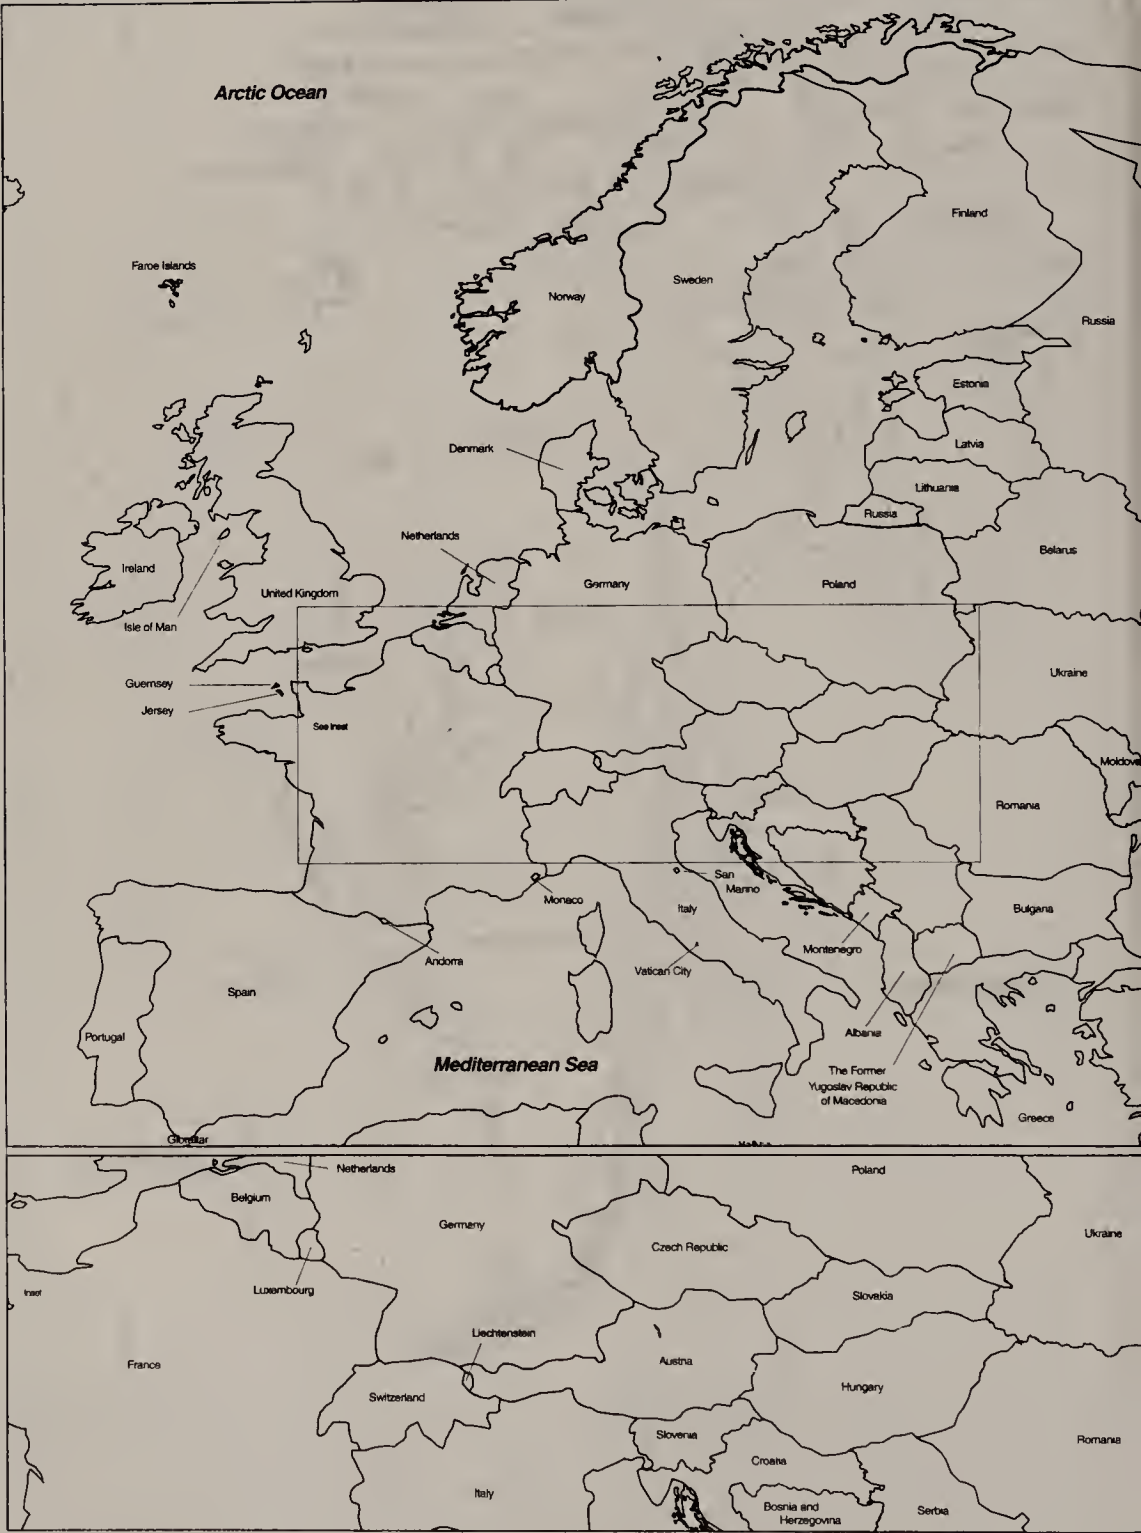 Arctic Ocean
Faroe Islands
Norway
Sweden
Finland
Russia
Estonia
Latvia
Lithuania
Russia
Denmark
Netherlands
Belarus
Ireland
United Kingdom
Germany
Poland
Isle of Man
Guernsey
Jersey
See Inset
Ukraine
Moldova
Romania
San
Marino
Monaco
Italy
Bulgaria
Montenegro
Andorra
Vatican City
Spain
Portugal
Albania
Mediterranean Sea
The Former
Yugoslav Republic
of Macedonia
Greece
Gibraltar
Netherlands
Poland
Belgium
Germany
Czech Republic
Ukraine
Luxembourg
Inset
Slovakia
Liechtenstein
France
Austria
Switzerland
Hungary
Slovenia
Romania
Croatia
Italy
Bosnia and
Herzegovina
Serbia